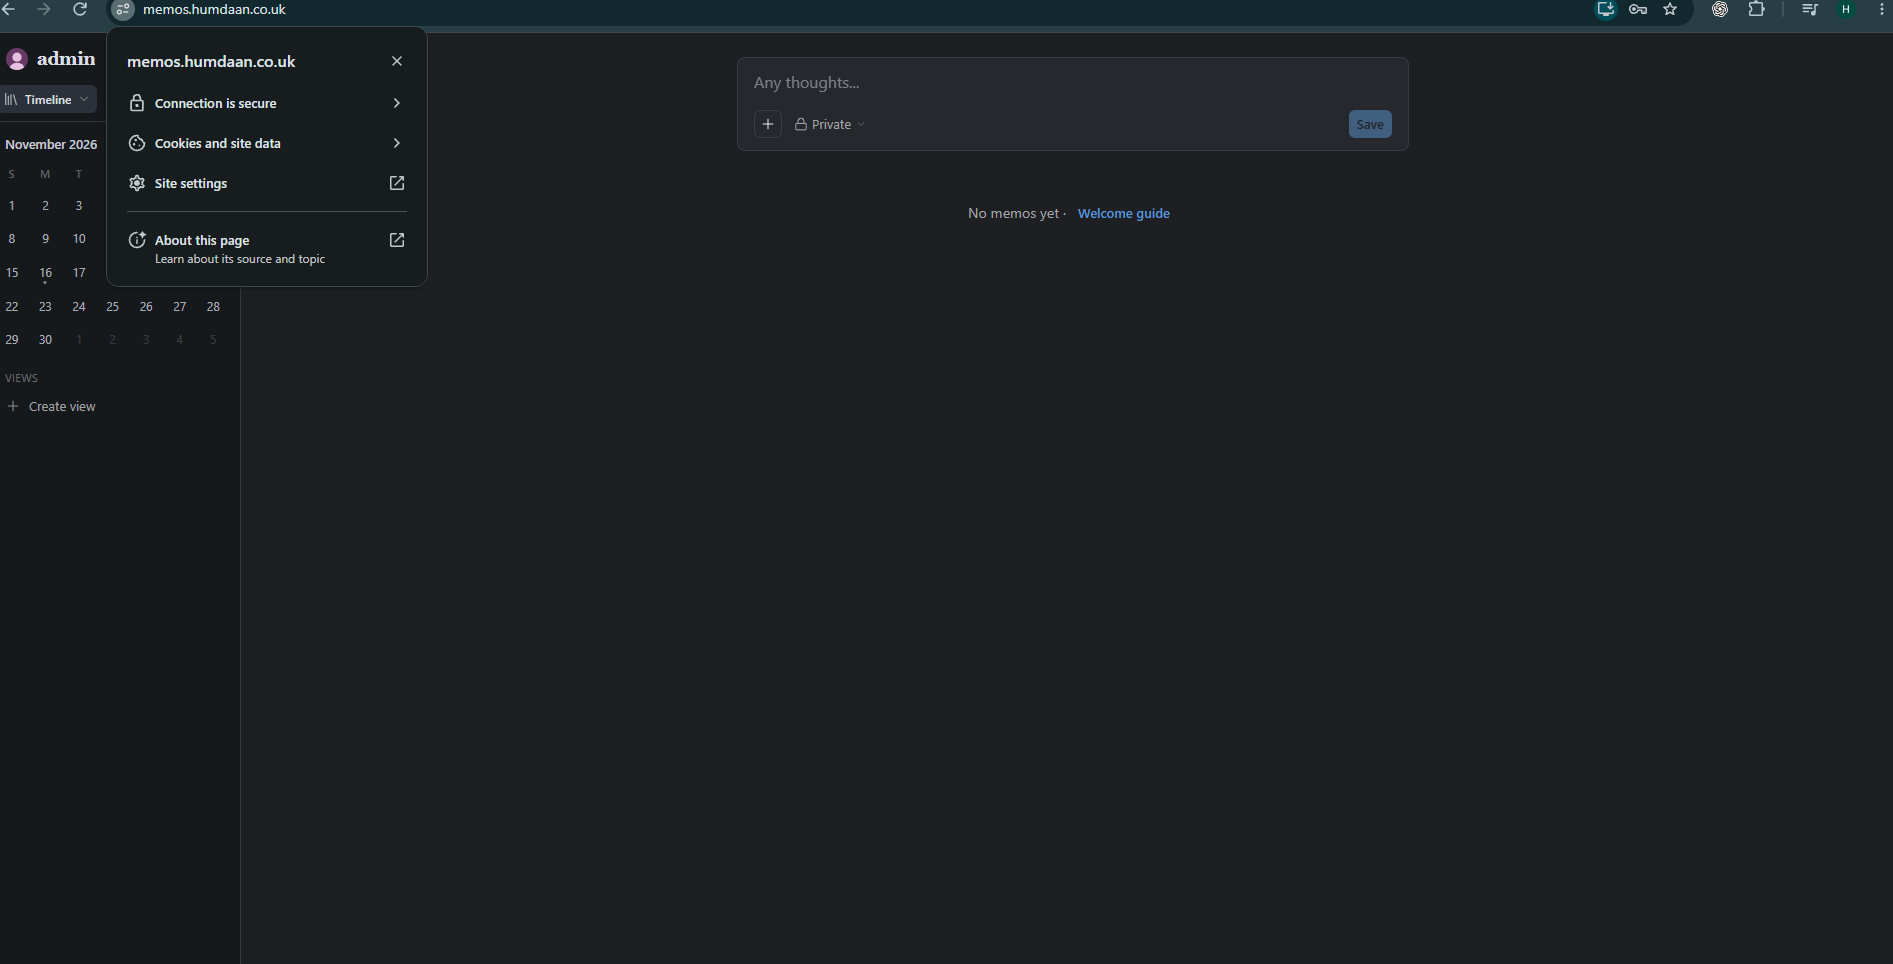 memos.humdaan.co.uk
H
admin
Timeline
November 2026
S M T
1 2 3
8 9 10
15 16 17
22 23 24 25 26 27 28
29 30 1 2 3 4 5
VIEWS
+ Create view
memos.humdaan.co.uk
Connection is secure
Cookies and site data
Site settings
About this page
Learn about its source and topic
Any thoughts...
Private
Save
No memos yet · Welcome guide